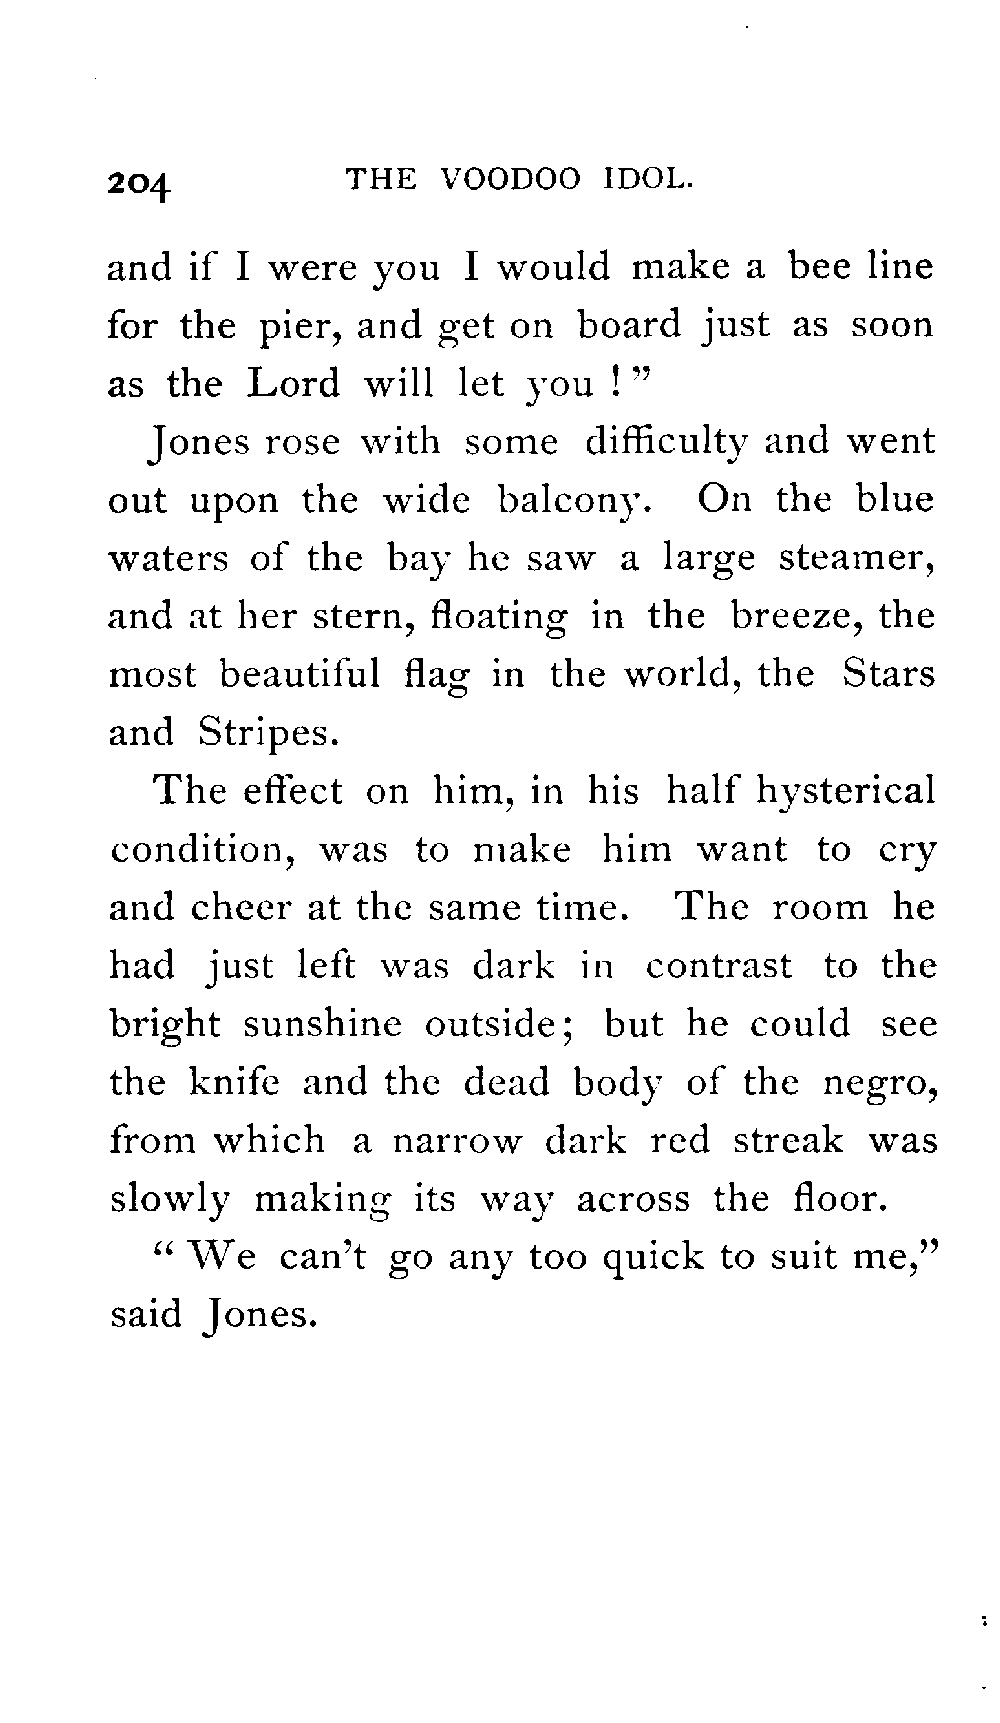 204 THE VOODOO IDOL.
and if I were you I would make a bee line
for the pier, and get on board just as soon
as the Lord will let you ! ”
Jones rose with some difficulty and went
out upon the wide balcony. On the blue
waters of the bay he saw a large steamer,
and at her stern, floating in the breeze, the
most beautiful flag in the world, the Stars
and Stripes.
The effect on him, in his half hysterical
condition, was to make him want to cry
and cheer at the same time. The room he
had just left was dark in contrast to the
bright sunshine outside; but he could see
the knife and the dead body of the negro,
from which a narrow dark red streak was
slowly making its way across the floor.
“ We can’t go any too quick to suit me,”
said Jones.